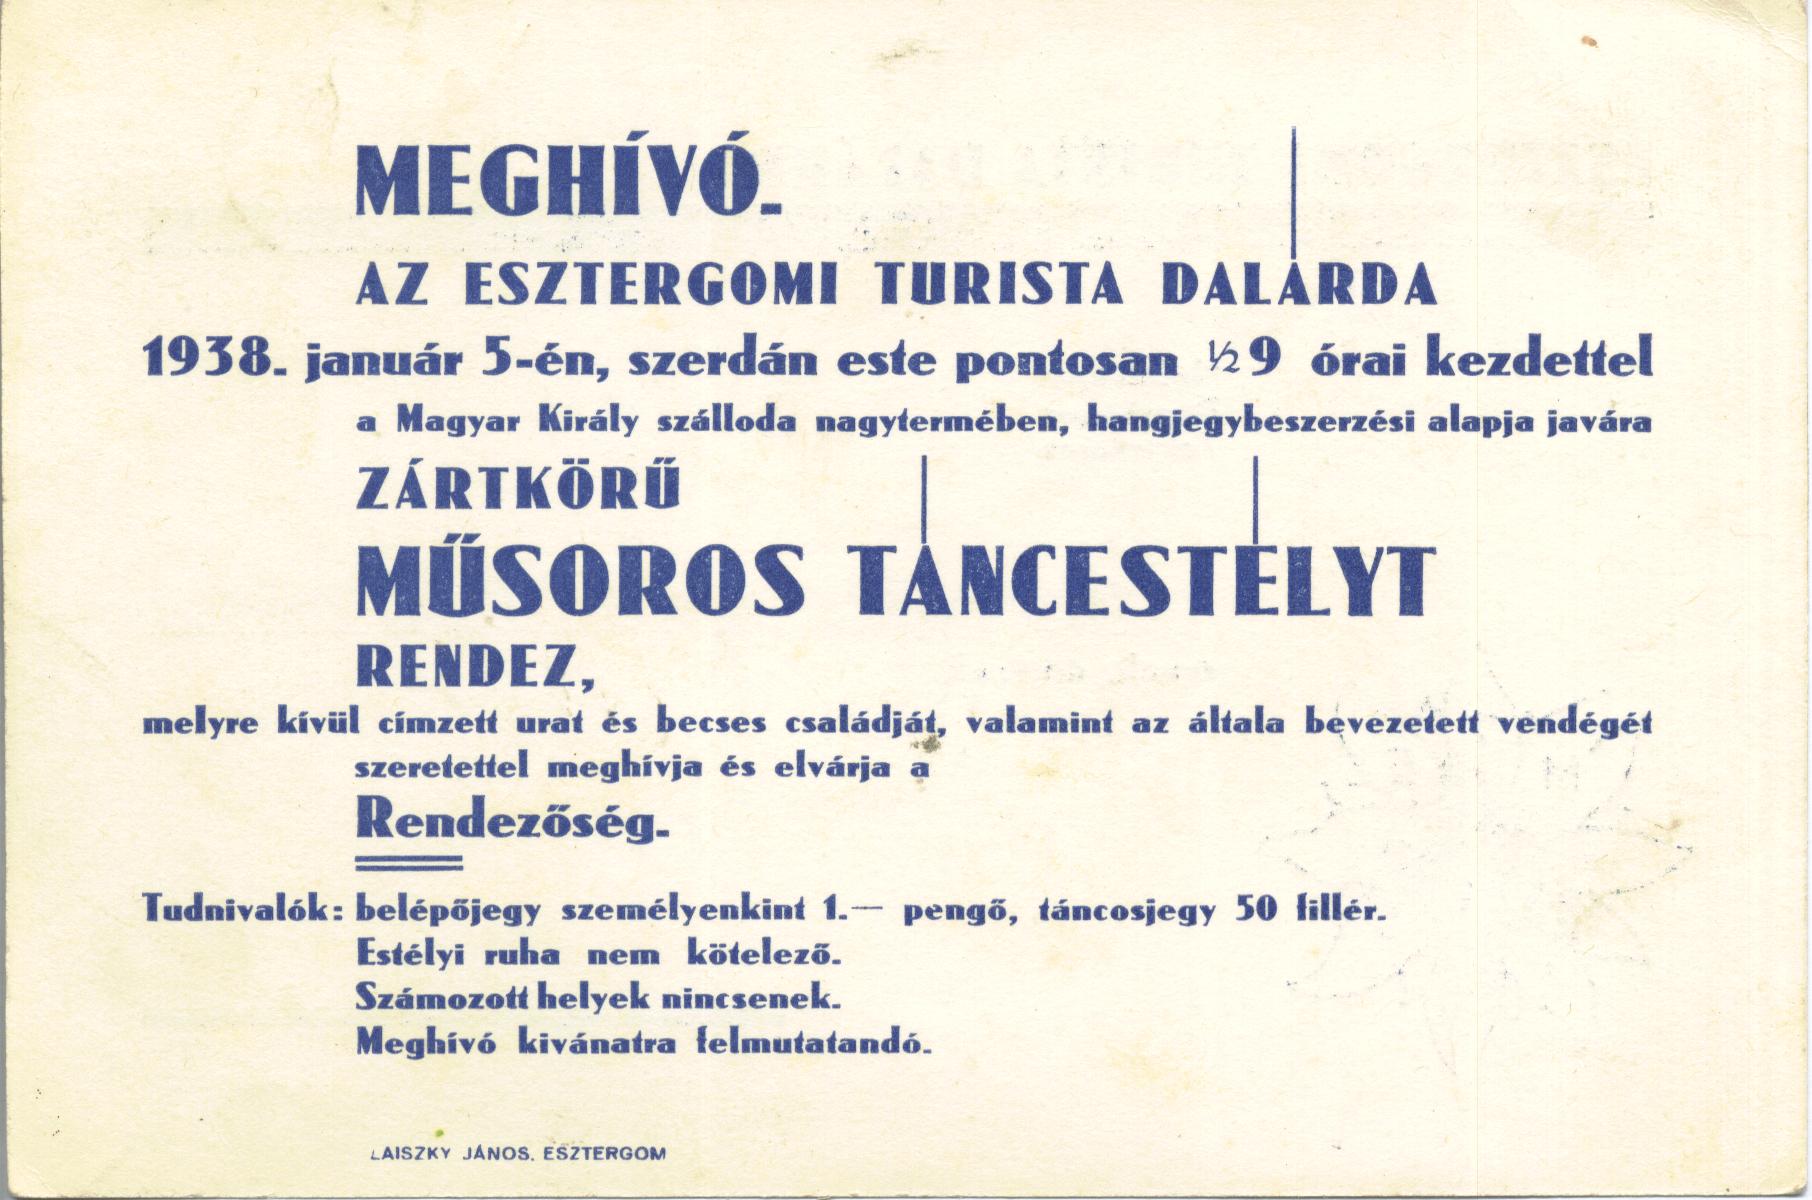 MEGHÍVÓ.
AZ ESZTERGOMI TURISTA DALÁRDA
1938. január 5-én, szerdán este pontosan ½9 órai kezdettel
a Magyar Király szálloda nagytermében, hangjegybeszerzési alapja javára
ZÁRTKÖRŰ
MŰSOROS TÁNCESTÉLYT
RENDEZ,
melyre kívül címzett urat és becses családját, valamint az általa bevezetett vendégét
szeretettel meghívja és elvárja a
Rendezőség.
Tudnivalók: belépőjegy személyenkint 1.— pengő, táncosjegy 50 fillér.
Estélyi ruha nem kötelező.
Számozott helyek nincsenek.
Meghívó kivánatra felmutatandó.
LAISZKY JÁNOS, ESZTERGOM